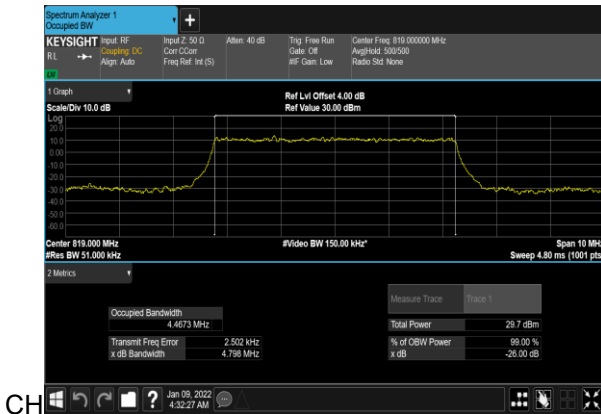 Spectrum Analyzer 1
Occupied BW
+
KEYSIGHT Input: RF Input Z: 50 Ω Atten: 40 dB Trig: Free Run Center Freq: 819.000000 MHz
RL Coupling: DC Corr CCorr Gate: Off Avg|Hold: 500/500
Align: Auto Freq Ref: Int (S) #IF Gain: Low Radio Std: None
1 Graph
Ref Lvl Offset 4.00 dB
Scale/Div 10.0 dB Ref Value 30.00 dBm
Log
20.0
10.0
0.00
-10.0
-20.0
-30.0
-40.0
-50.0
-60.0
Center 819.000 MHz #Video BW 150.00 kHz* Span 10 MHz
#Res BW 51.000 kHz Sweep 4.80 ms (1001 pts
2 Metrics
Measure Trace Trace 1
Occupied Bandwidth
4.4673 MHz Total Power 29.7 dBm
Transmit Freq Error 2.502 kHz % of OBW Power 99.00 %
x dB Bandwidth 4.798 MHz x dB -26.00 dB
CH
? Jan 09, 2022
4:32:27 AM